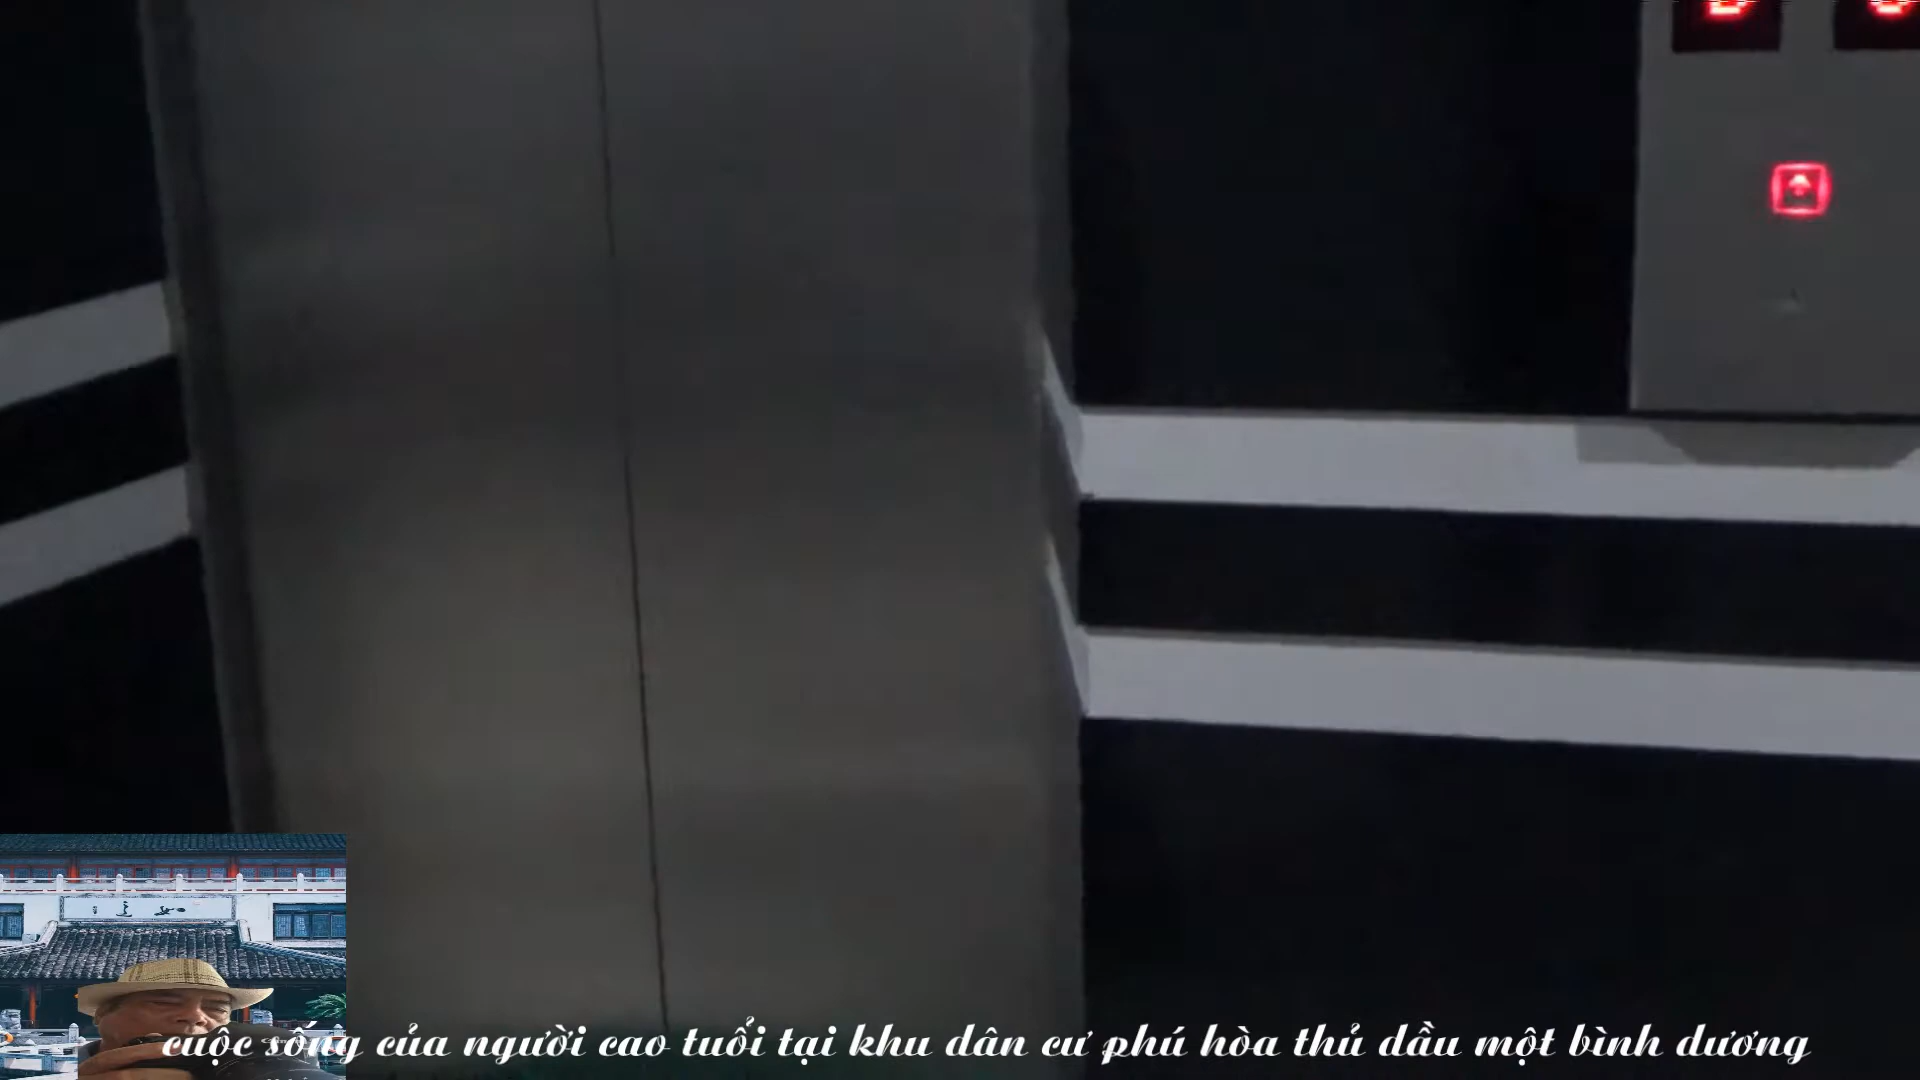 cuộc sống của người cao tuổi tại khu dân cư phú hòa thủ dầu một bình dương